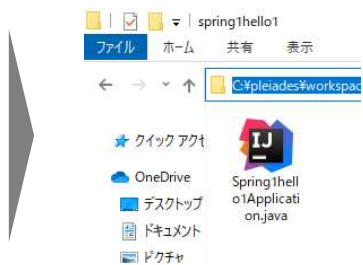 spring1hello1
ファイル ホーム 共有 表示
C:¥pleiades¥workspac
クイック アクセ
OneDrive
デスクトップ
ドキュメント
ピクチャ
IJ
Spring1hell
o1Applicati
on.java